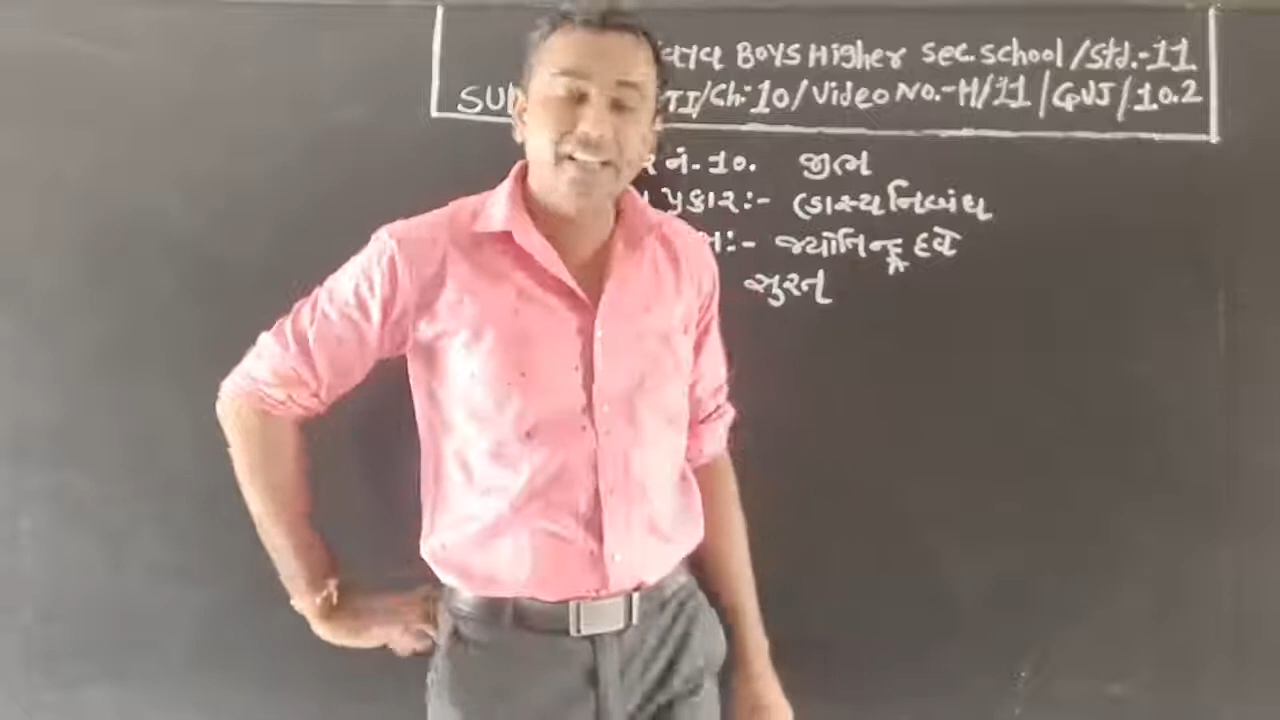 Boys Higher Sec. School / Std.-11
SU TI/Ch:-10/Video No.-H/11/GUJ/10.2
નં.-10. જીભ
પ્રકાર:- હાસ્યનિબંધ
જ્યોતિન્દ્ર દવે
સુરત